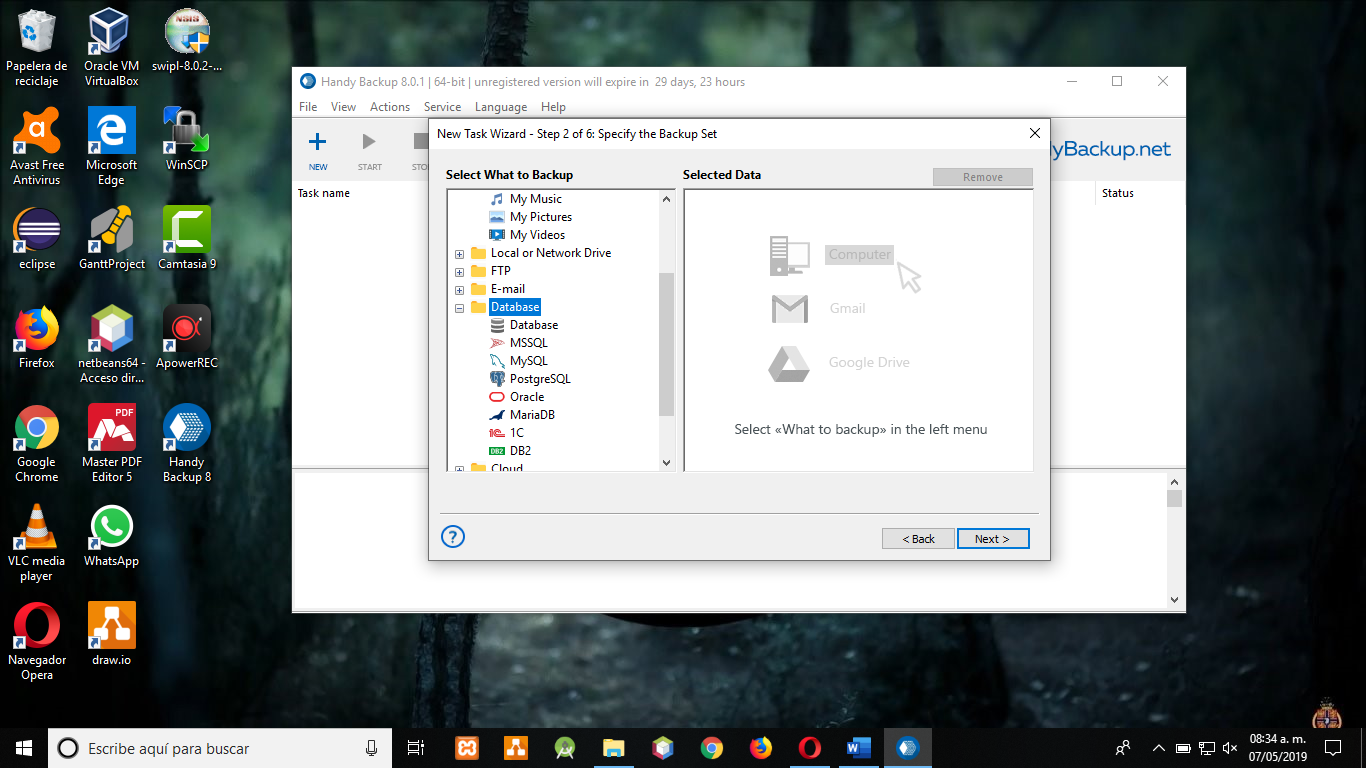 Papelera de
reciclaje
Oracle VM
VirtualBox
NSIS
swipl-8.0.2-...
Avast Free
Antivirus
Microsoft
Edge
WinSCP
eclipse
GanttProject
Camtasia 9
Firefox
netbeans64 -
Acceso dir...
ApowerREC
Google
Chrome
PDF
Master PDF
Editor 5
Handy
Backup 8
VLC media
player
WhatsApp
Navegador
Opera
draw.io
Handy Backup 8.0.1 | 64-bit | unregistered version will expire in 29 days, 23 hours
File View Actions Service Language Help
NEW START STO
yBackup.net
Task name Status
New Task Wizard - Step 2 of 6: Specify the Backup Set
Select What to Backup
My Music
My Pictures
My Videos
Local or Network Drive
FTP
E-mail
Database
Database
MSSQL
MySQL
PostgreSQL
Oracle
MariaDB
1C
DB2 DB2
Cloud
Selected Data Remove
Computer
Gmail
Google Drive
Select «What to backup» in the left menu
?
< Back Next >
Escribe aquí para buscar
08:34 a. m.
07/05/2019